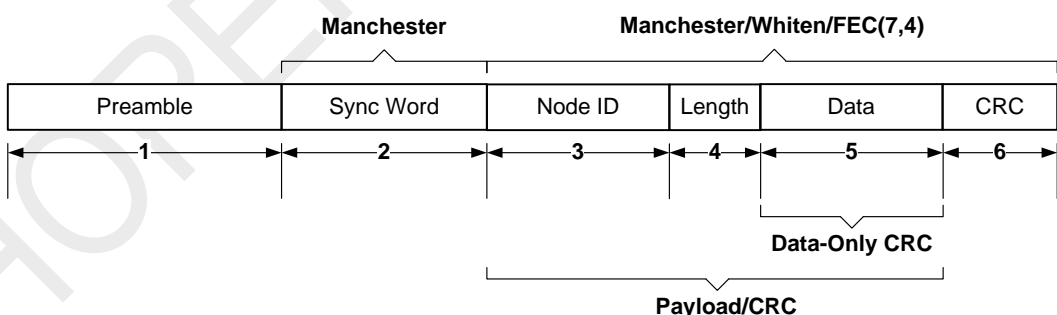 Manchester
Manchester/Whiten/FEC(7,4)
Preamble
Sync Word
Node ID
Length
Data
CRC
1
2
3
4
5
6
Data-Only CRC
Payload/CRC
HOPE